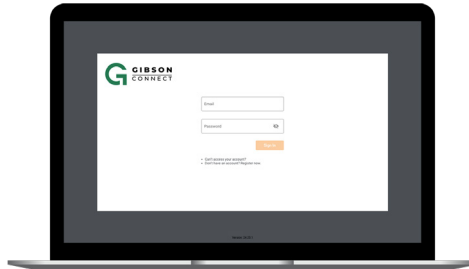 GIBSON
CONNECT
Email
Password
Sign in
Can't access your account?
Don't have an account? Register now.